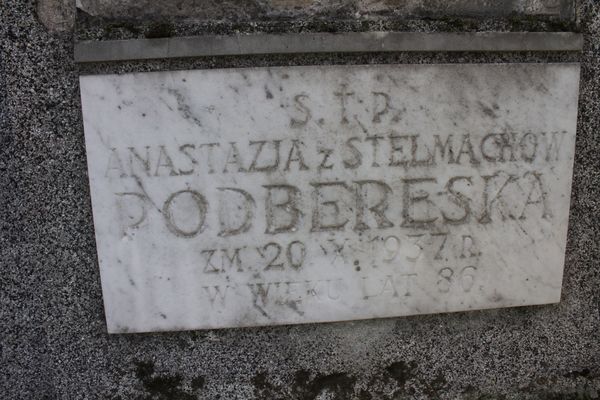 Ś. † P.
ANASTAZJA z STELMACHÓW
PODBERESKA
ZM. 20 X. 1937. R.
W WIEKU LAT 86.